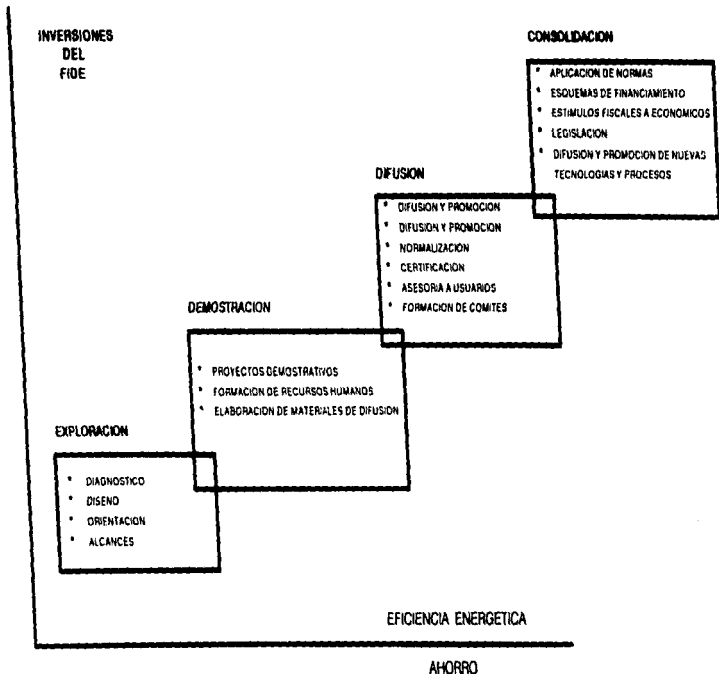 INVERSIONES
DEL
FIDE
CONSOLIDACION
* APLICACION DE NORMAS
* ESQUEMAS DE FINANCIAMIENTO
* ESTIMULOS FISCALES A ECONOMICOS
* LEGISLACION
* DIFUSION Y PROMOCION DE NUEVAS
TECNOLOGIAS Y PROCESOS
DIFUSION
* DIFUSION Y PROMOCION
* DIFUSION Y PROMOCION
* NORMALIZACION
* CERTIFICACION
* ASESORIA A USUARIOS
* FORMACION DE COMITES
DEMOSTRACION
* PROYECTOS DEMOSTRATIVOS
* FORMACION DE RECURSOS HUMANOS
* ELABORACION DE MATERIALES DE DIFUSION
EXPLORACION
* DIAGNOSTICO
* DISENO
* ORIENTACION
* ALCANCES
EFICIENCIA ENERGETICA
AHORRO